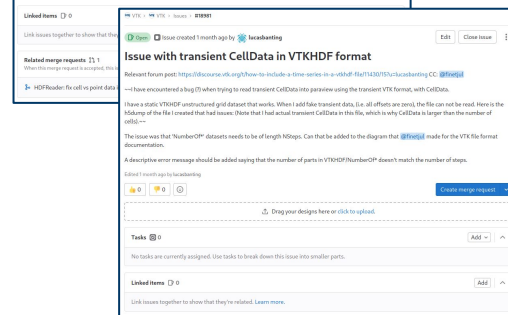 Linked items 0
Link issues together to show that they
Related merge requests 1
When this merge request is accepted, this is
HDFReader: fix cell vs point data i
VTK > VTK > Issues > #18981
Open Issue created 1 month ago by lucasbanting
Edit
Close issue
Issue with transient CellData in VTKHDF format
Relevant forum post: https://discourse.vtk.org/t/how-to-include-a-time-series-in-a-vtkhdf-file/11430/15?u=lucasbanting CC: @finetjul
~~I have encountered a bug (?) when trying to read transient CellData into paraview using the transient VTK format, with CellData.
I have a static VTKHDF unstructured grid dataset that works. When I add fake transient data, (i.e. all offsets are zero), the file can not be read. Here is the
h5dump of the file I created that had issues: (Note that I had actual transient CellData in this file, which is why CellData is larger than the number of
cells).~~
The issue was that 'NumberOf*' datasets need to be of length NSteps. Can that be added to the diagram that @finetjul made for the VTK file format
documentation.
A descriptive error message should be added saying that the number of parts in VTKHDF/NumberOf* doesn't match the number of steps.
Edited 1 month ago by lucasbanting
0
0
Create merge request
Drag your designs here or click to upload.
Tasks 0
Add
No tasks are currently assigned. Use tasks to break down this issue into smaller parts.
Linked items 0
Add
Link issues together to show that they're related. Learn more.